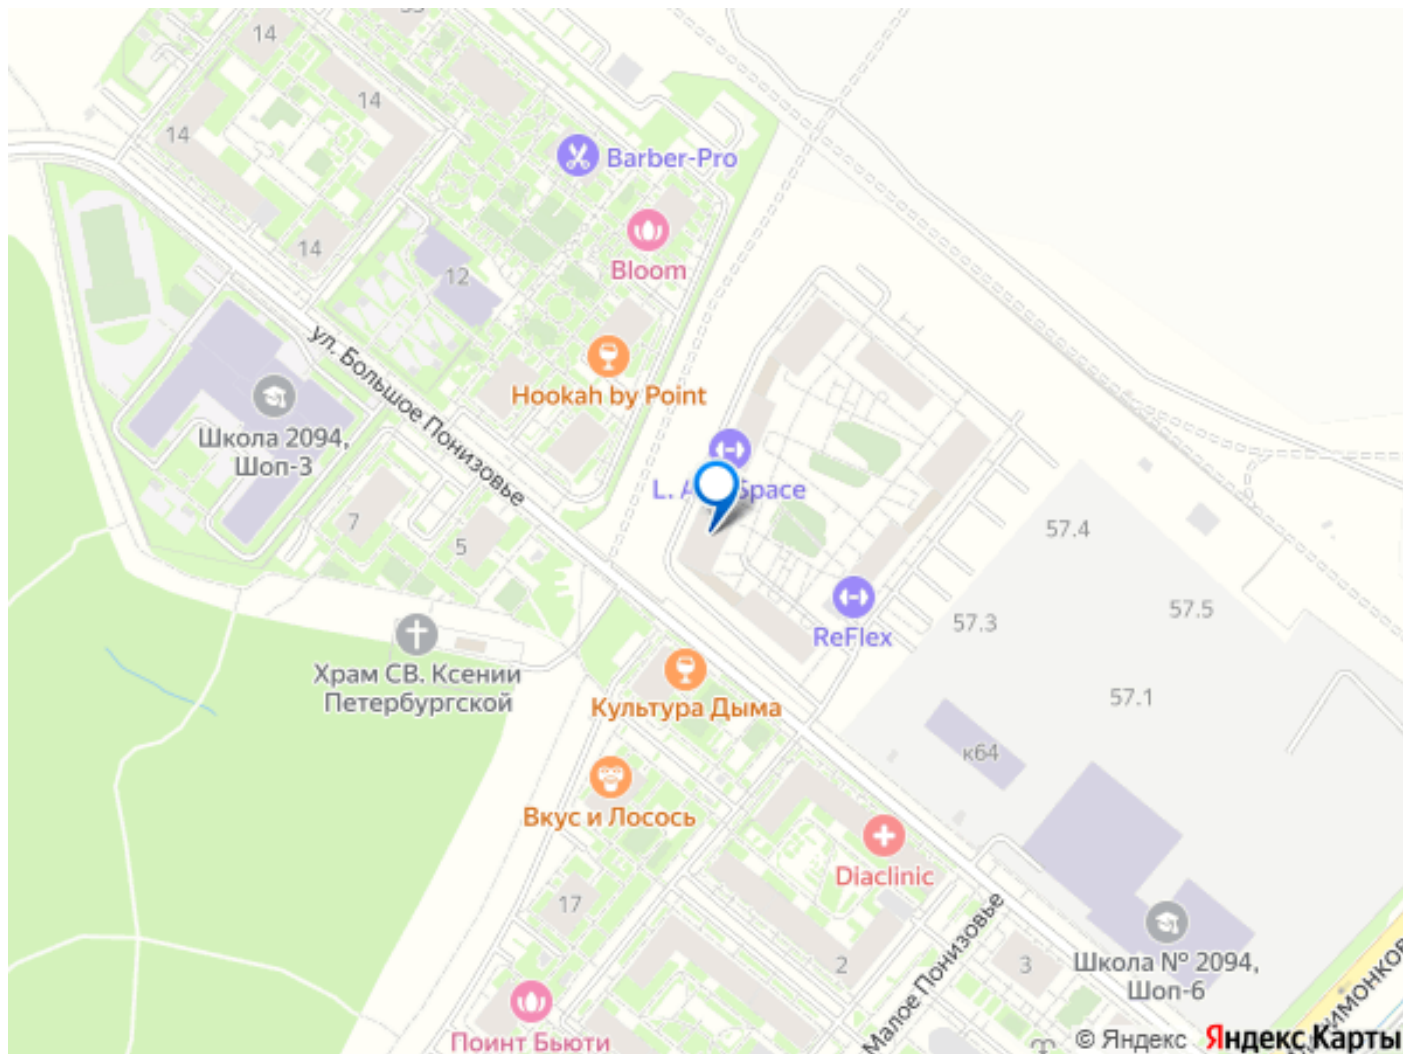 14
14
14
Barber-Pro
Bloom
14
12
ул. Большое Понизовье
Hookah by Point
Школа 2094,
Шоп-3
Space
7
5
57.4
57.5
57.3
ReFlex
Храм СВ. Ксении
Петербургской
57.1
Культура Дыма
к64
Вкус и Лосось
Diaclinic
17
Малое Понизовье
2
3
Школа № 2094,
Шоп-6
Поинт Бьюти
© Яндекс Яндекс Карты